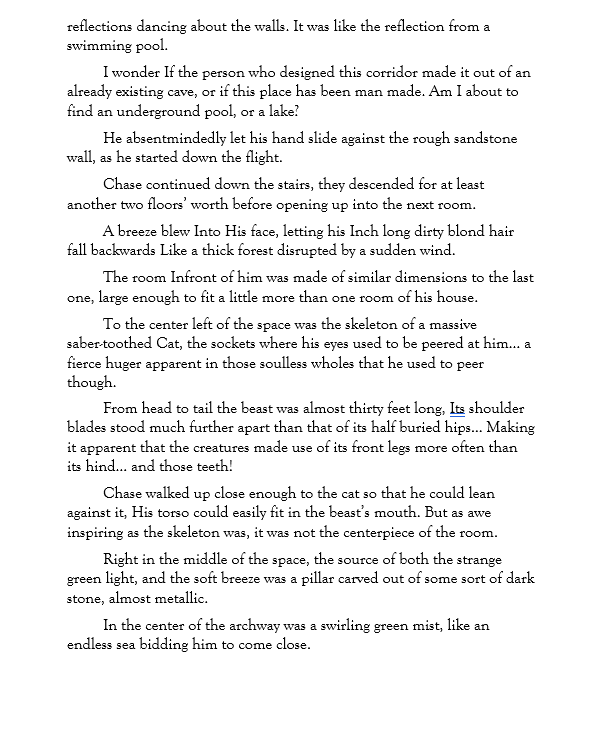 reflections dancing about the walls. It was like the reflection from a
swimming pool.
I wonder If the person who designed this corridor made it out of an
already existing cave, or if this place has been man made. Am I about to
find an underground pool, or a lake?
He absentmindedly let his hand slide against the rough sandstone
wall, as he started down the flight.
Chase continued down the stairs, they descended for at least
another two floors’ worth before opening up into the next room.
A breeze blew Into His face, letting his Inch long dirty blond hair
fall backwards Like a thick forest disrupted by a sudden wind.
The room Infront of him was made of similar dimensions to the last
one, large enough to fit a little more than one room of his house.
To the center left of the space was the skeleton of a massive
saber-toothed Cat, the sockets where his eyes used to be peered at him... a
fierce huger apparent in those soulless wholes that he used to peer
though.
From head to tail the beast was almost thirty feet long, Its shoulder
blades stood much further apart than that of its half buried hips... Making
it apparent that the creatures made use of its front legs more often than
its hind... and those teeth!
Chase walked up close enough to the cat so that he could lean
against it, His torso could easily fit in the beast’s mouth. But as awe
inspiring as the skeleton was, it was not the centerpiece of the room.
Right in the middle of the space, the source of both the strange
green light, and the soft breeze was a pillar carved out of some sort of dark
stone, almost metallic.
In the center of the archway was a swirling green mist, like an
endless sea bidding him to come close.